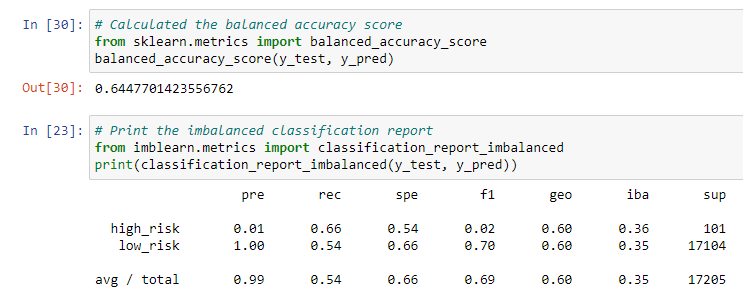 In [30]: # Calculated the balanced accuracy score
from sklearn.metrics import balanced_accuracy_score
balanced_accuracy_score(y_test, y_pred)
Out[30]: 0.6447701423556762
In [23]: # Print the imbalanced classification report
from imblearn.metrics import classification_report_imbalanced
print(classification_report_imbalanced(y_test, y_pred))
pre rec spe f1 geo iba sup
high_risk 0.01 0.66 0.54 0.02 0.60 0.36 101
low_risk 1.00 0.54 0.66 0.70 0.60 0.35 17104
avg / total 0.99 0.54 0.66 0.69 0.60 0.35 17205